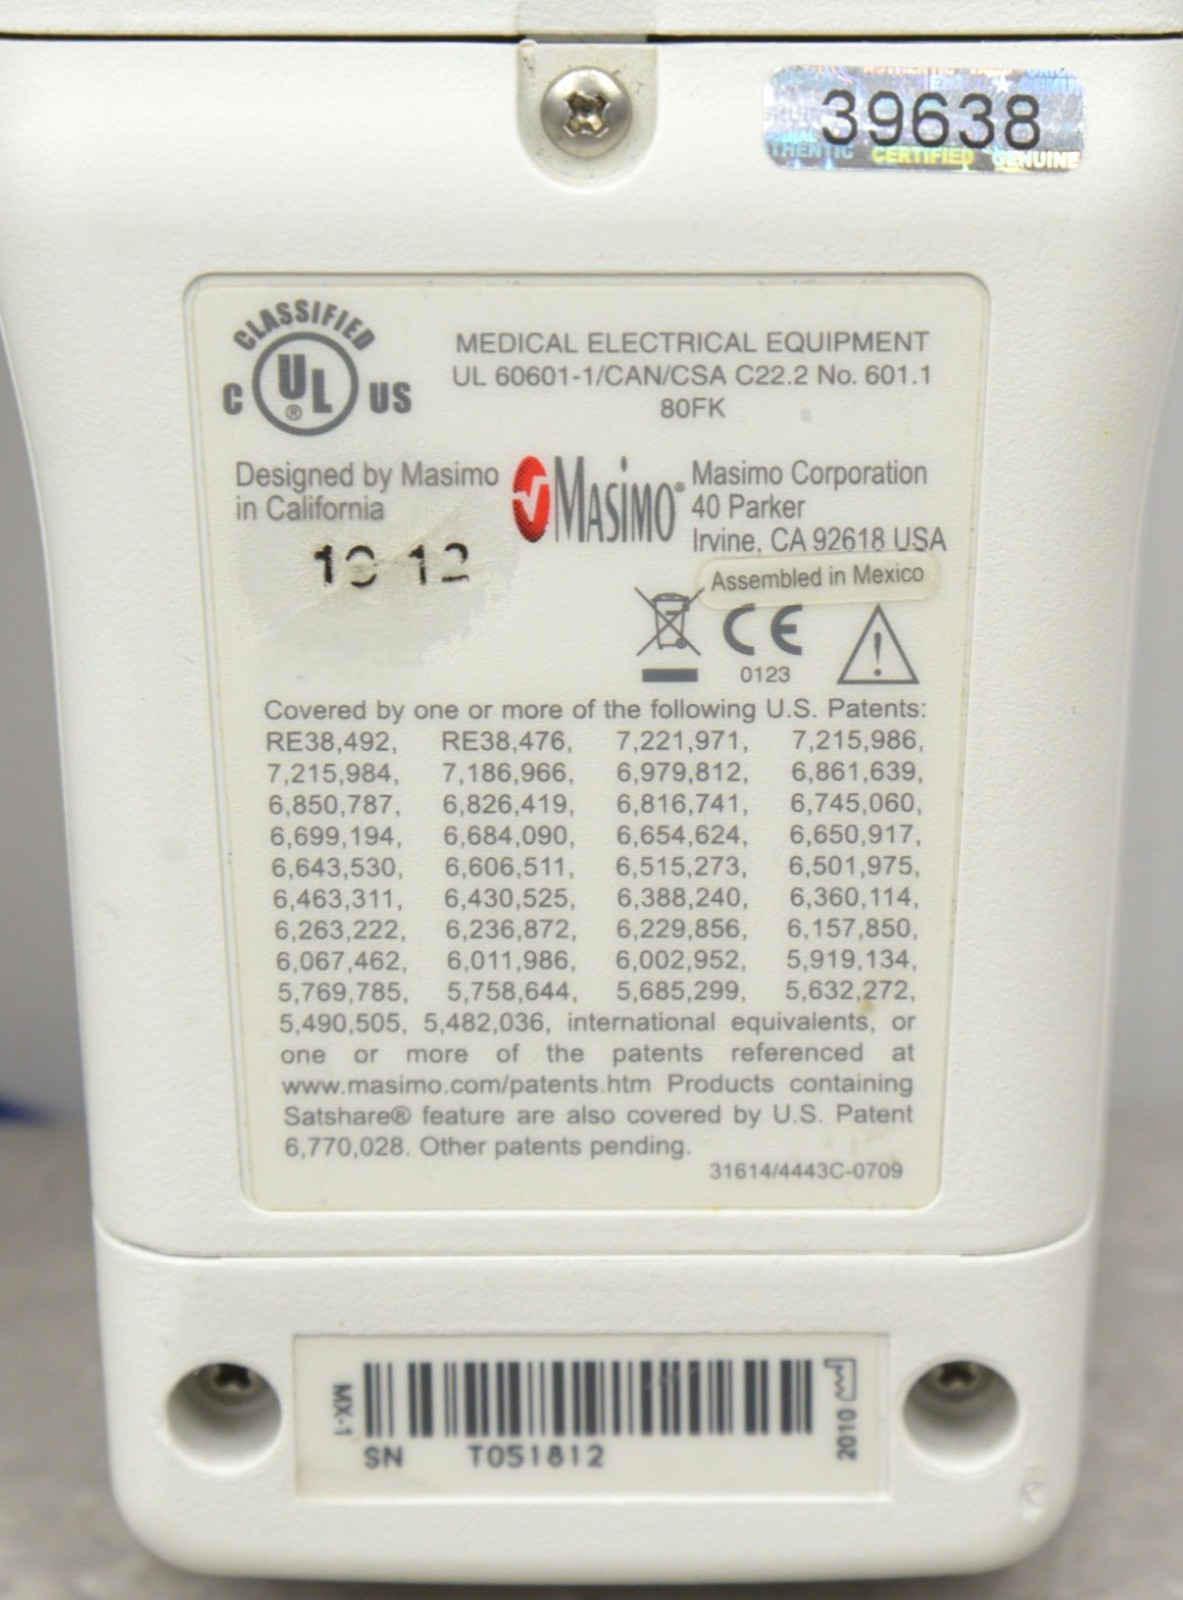 39638
CERTIFIED GENUINE
CLASSIFIED
C UL® US
MEDICAL ELECTRICAL EQUIPMENT
UL 60601-1/CAN/CSA C22.2 No. 601.1
80FK
Designed by Masimo
in California
MASIMO®
Masimo Corporation
40 Parker
Irvine, CA 92618 USA
Assembled in Mexico
CE
0123
Covered by one or more of the following U.S. Patents:
RE38,492, RE38,476, 7,221,971, 7,215,986,
7,215,984, 7,186,966, 6,979,812, 6,861,639,
6,850,787, 6,826,419, 6,816,741, 6,745,060,
6,699,194, 6,684,090, 6,654,624, 6,650,917,
6,643,530, 6,606,511, 6,515,273, 6,501,975,
6,463,311, 6,430,525, 6,388,240, 6,360,114,
6,263,222, 6,236,872, 6,229,856, 6,157,850,
6,067,462, 6,011,986, 6,002,952, 5,919,134,
5,769,785, 5,758,644, 5,685,299, 5,632,272,
5,490,505, 5,482,036, international equivalents, or
one or more of the patents referenced at
www.masimo.com/patents.htm Products containing
Satshare® feature are also covered by U.S. Patent
6,770,028. Other patents pending.
31614/4443C-0709
MX-1
SN T051812
2010